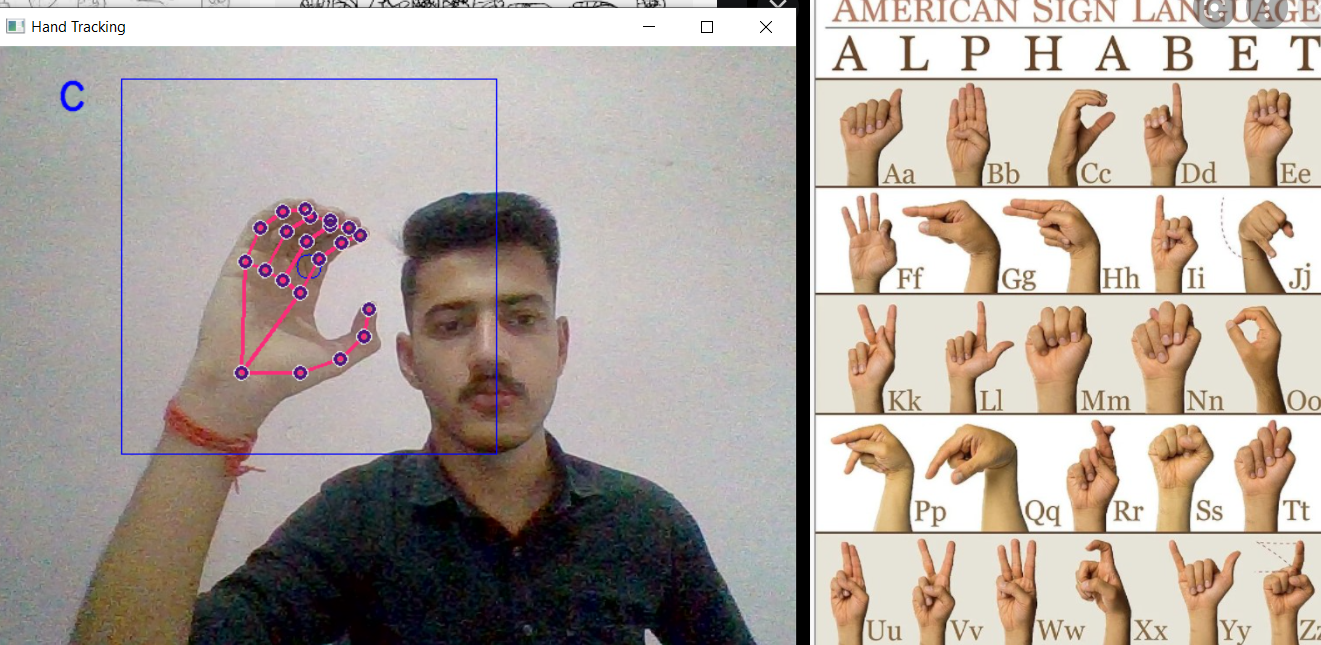 Hand Tracking
C
AMERICAN SIGN LANGUAGE
A L P H A B E T
Aa Bb Cc Dd Ee
Ff Gg Hh Ii Jj
Kk Ll Mm Nn Oo
Pp Qq Rr Ss Tt
Uu Vv Ww Xx Yy Zz